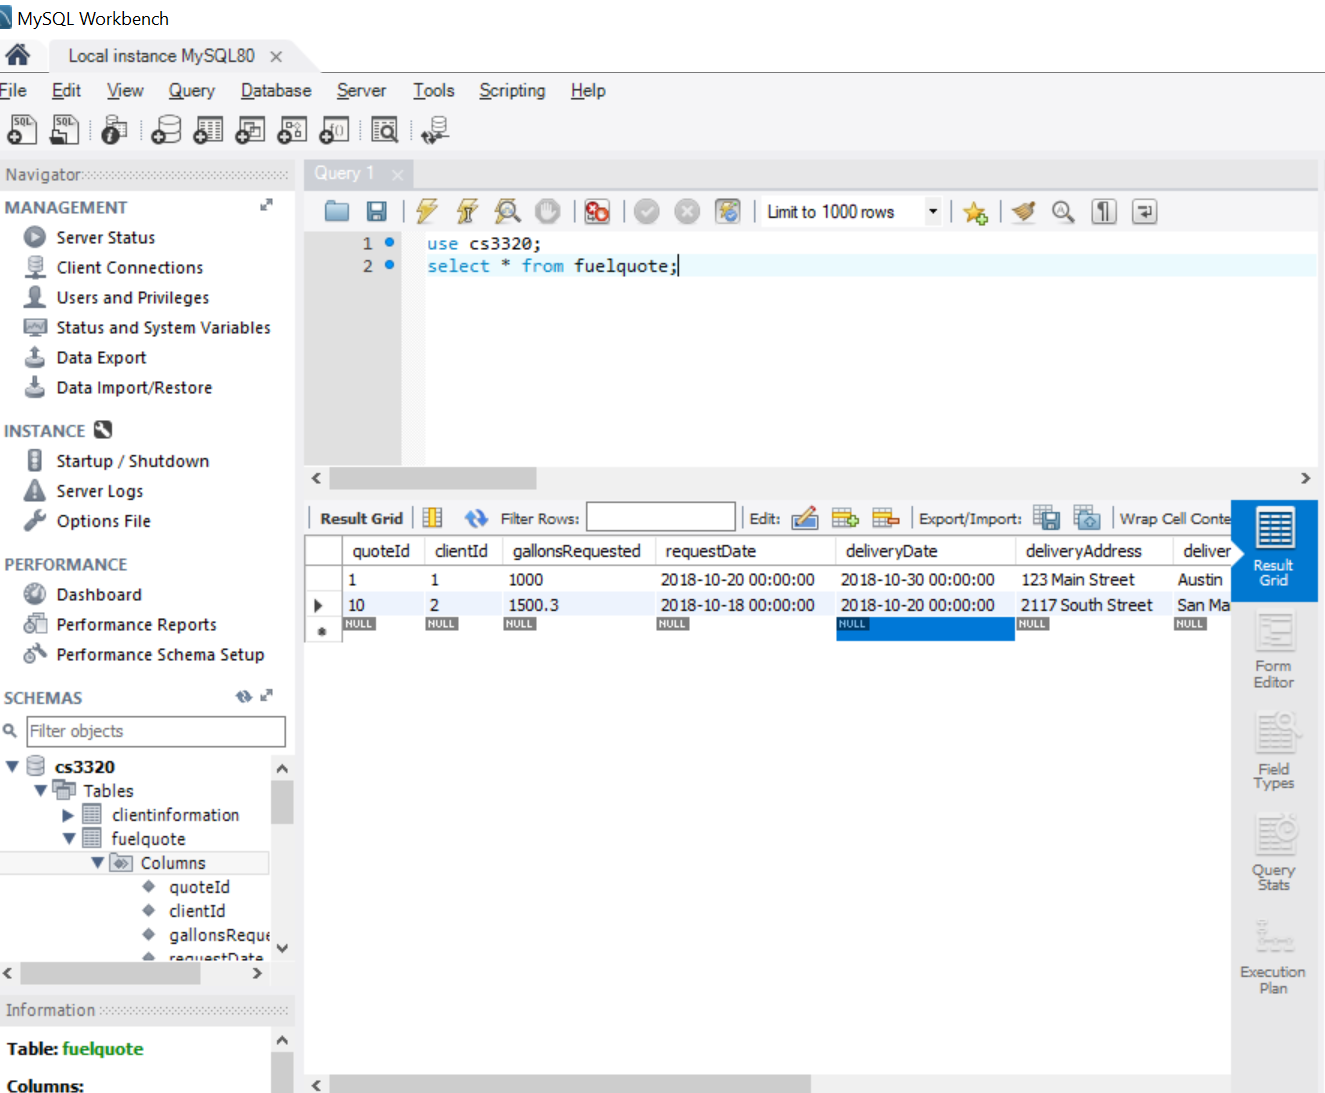 MySQL Workbench
Local instance MySQL80
File Edit View Query Database Server Tools Scripting Help
Navigator
MANAGEMENT
Server Status
Client Connections
Users and Privileges
Status and System Variables
Data Export
Data Import/Restore
INSTANCE
Startup / Shutdown
Server Logs
Options File
PERFORMANCE
Dashboard
Performance Reports
Performance Schema Setup
SCHEMAS
Filter objects
cs3320
Tables
clientinformation
fuelquote
Columns
quoteId
clientId
gallonsReque
requestDate
Information
Table: fuelquote
Columns:
Query 1
Limit to 1000 rows
1 use cs3320;
2 select * from fuelquote;
Result Grid Filter Rows: Edit: Export/Import: Wrap Cell Conte
quoteId clientId gallonsRequested requestDate deliveryDate deliveryAddress deliver
1 1 1000 2018-10-20 00:00:00 2018-10-30 00:00:00 123 Main Street Austin
10 2 1500.3 2018-10-18 00:00:00 2018-10-20 00:00:00 2117 South Street San Ma
NULL NULL NULL NULL NULL NULL NULL
Result
Grid
Form
Editor
Field
Types
Query
Stats
Execution
Plan